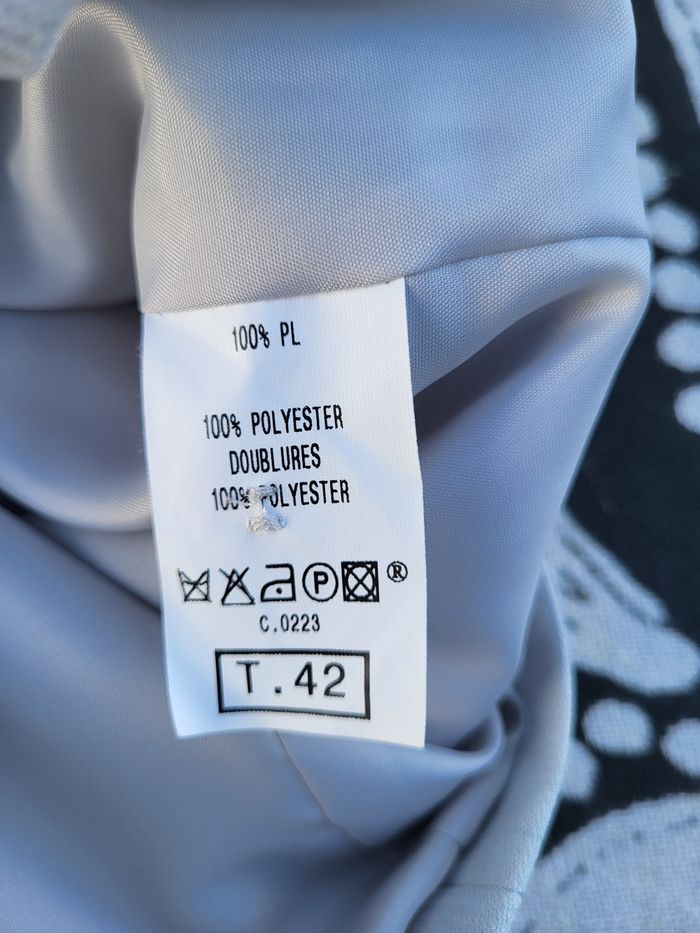 100% PL
100% POLYESTER
DOUBLURES
100% POLYESTER
P ®
C.0223
T.42